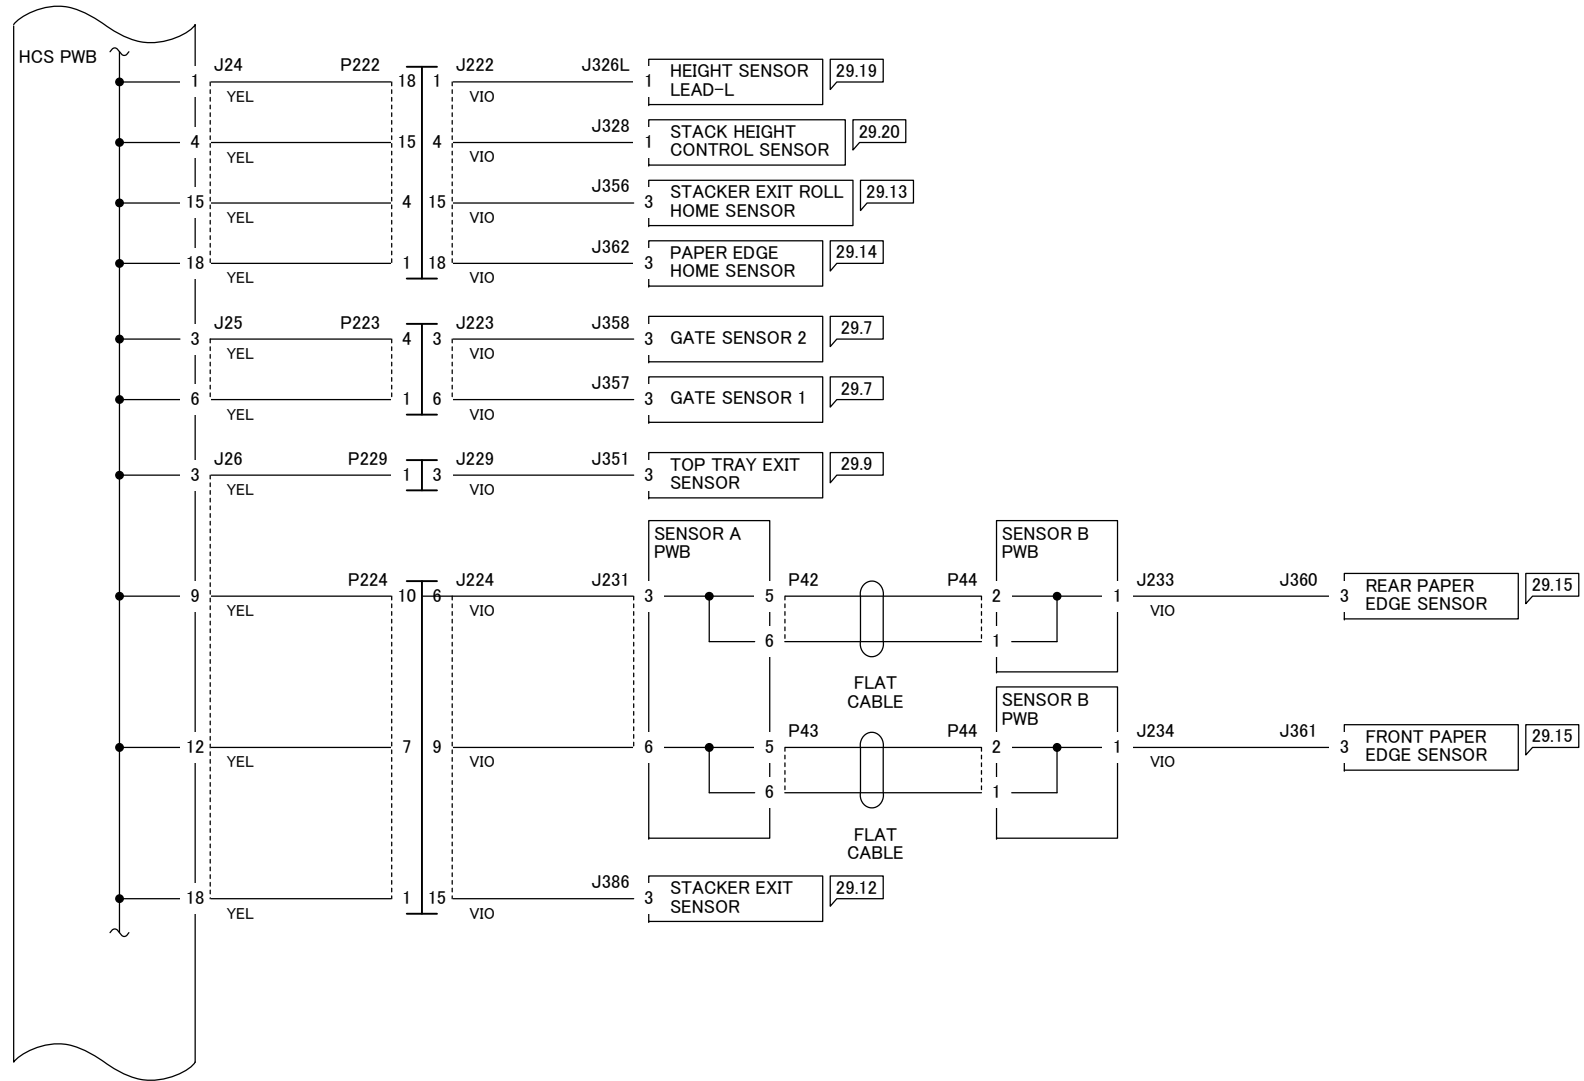 HCS PWB
J24 P222 J222 J326L
1 18 1 1 HEIGHT SENSOR 29.19
LEAD-L
YEL VIO
J328
4 15 4 1 STACK HEIGHT 29.20
CONTROL SENSOR
YEL VIO
J356
15 4 15 3 STACKER EXIT ROLL 29.13
HOME SENSOR
YEL VIO
J362
18 1 18 3 PAPER EDGE 29.14
HOME SENSOR
YEL VIO
J25 P223 J223 J358
3 4 3 3 GATE SENSOR 2 29.7
YEL VIO
J357
6 1 6 3 GATE SENSOR 1 29.7
YEL VIO
J26 P229 J229 J351
3 1 3 3 TOP TRAY EXIT 29.9
SENSOR
YEL VIO
SENSOR A
PWB
SENSOR B
PWB
P224 J224 J231 P42 P44 J233 J360
9 10 6 3 5 2 1 3 REAR PAPER 29.15
EDGE SENSOR
YEL VIO VIO
6 1
FLAT
CABLE
SENSOR B
PWB
P43 P44 J234 J361
12 7 9 6 5 2 1 3 FRONT PAPER 29.15
EDGE SENSOR
YEL VIO VIO
6 1
FLAT
CABLE
J386
18 1 15 3 STACKER EXIT 29.12
SENSOR
YEL VIO